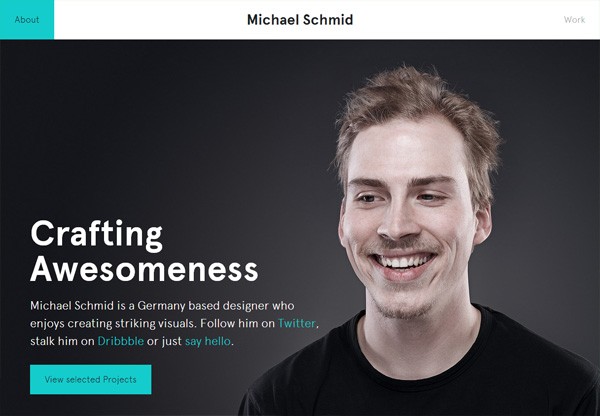 About
Michael Schmid
Work
Crafting
Awesomeness
Michael Schmid is a Germany based designer who
enjoys creating striking visuals. Follow him on Twitter,
stalk him on Dribbble or just say hello.
View selected Projects